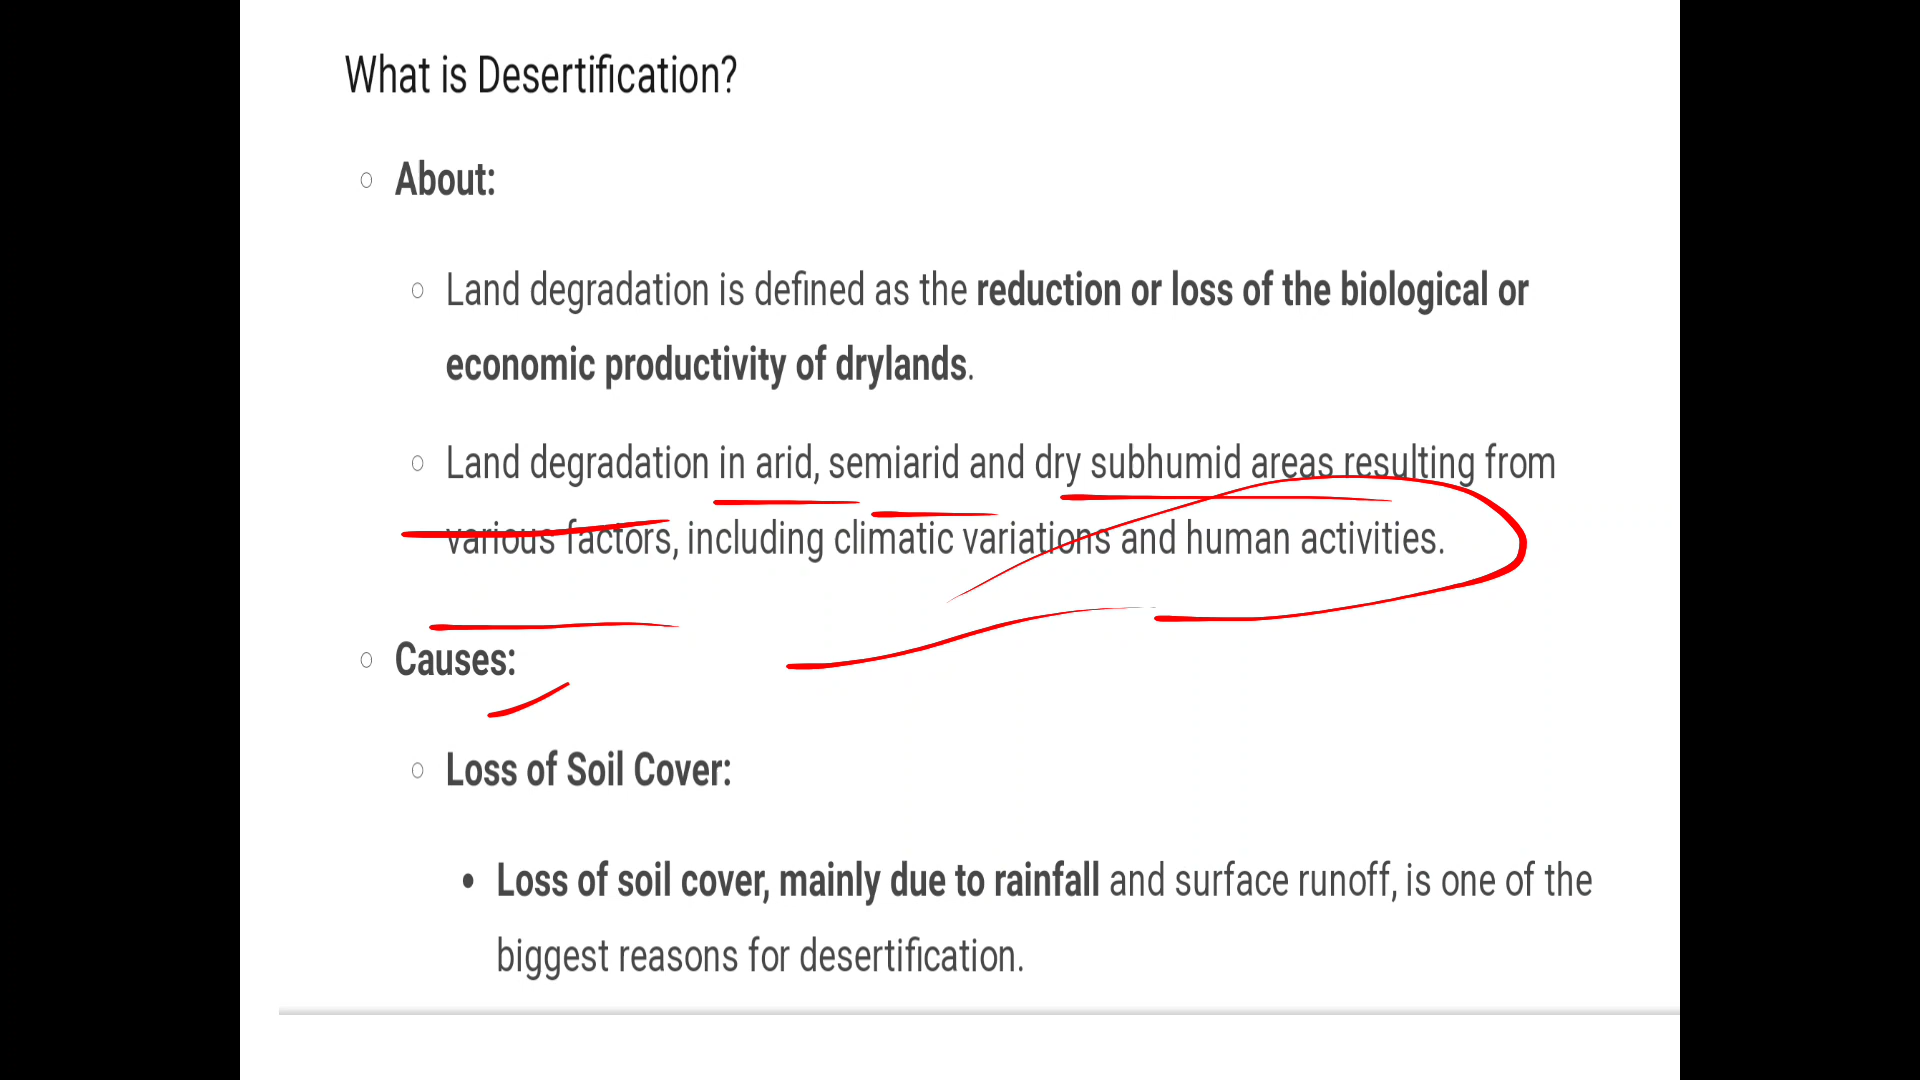 What is Desertification?
About:
Land degradation is defined as the reduction or loss of the biological or
economic productivity of drylands.
Land degradation in arid, semiarid and dry subhumid areas resulting from
various factors, including climatic variations and human activities.
Causes:
Loss of Soil Cover:
Loss of soil cover, mainly due to rainfall and surface runoff, is one of the
biggest reasons for desertification.